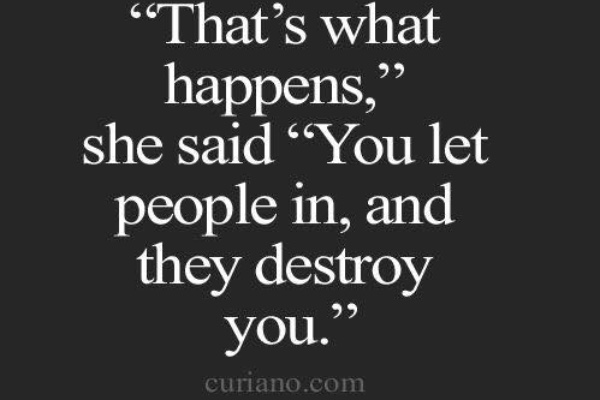 “That’s what
happens,”
she said “You let
people in, and
they destroy
you.”
curiano.com